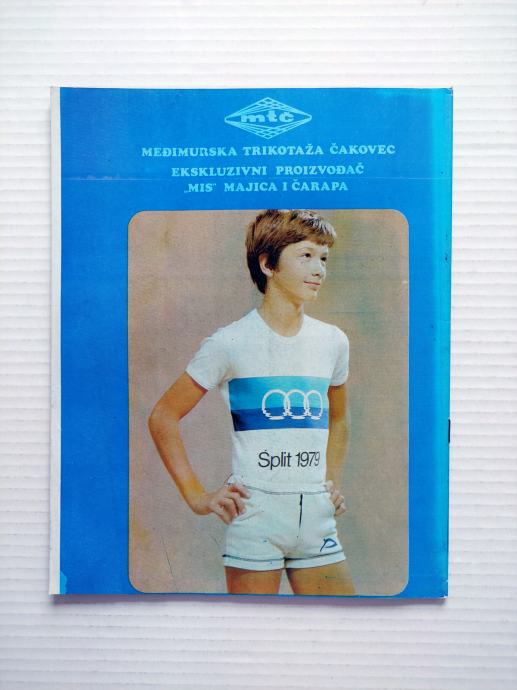 mtč
MEĐIMURSKA TRIKOTAŽA ČAKOVEC
EKSKLUZIVNI PROIZVOĐAČ
„MIS" MAJICA I ČARAPA
Split 1979